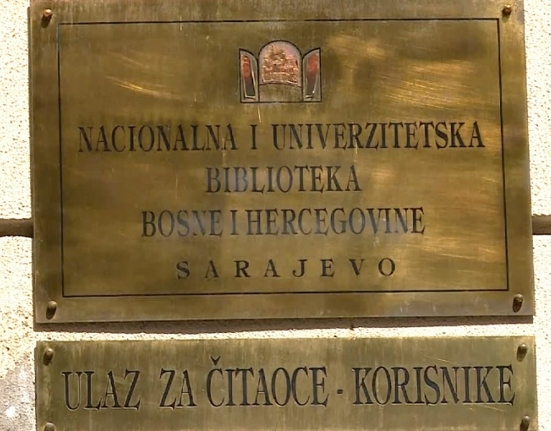 NACIONALNA I UNIVERZITETSKA
BIBLIOTEKA
BOSNE I HERCEGOVINE
SARAJEVO
ULAZ ZA ČITAOCE - KORISNIKE